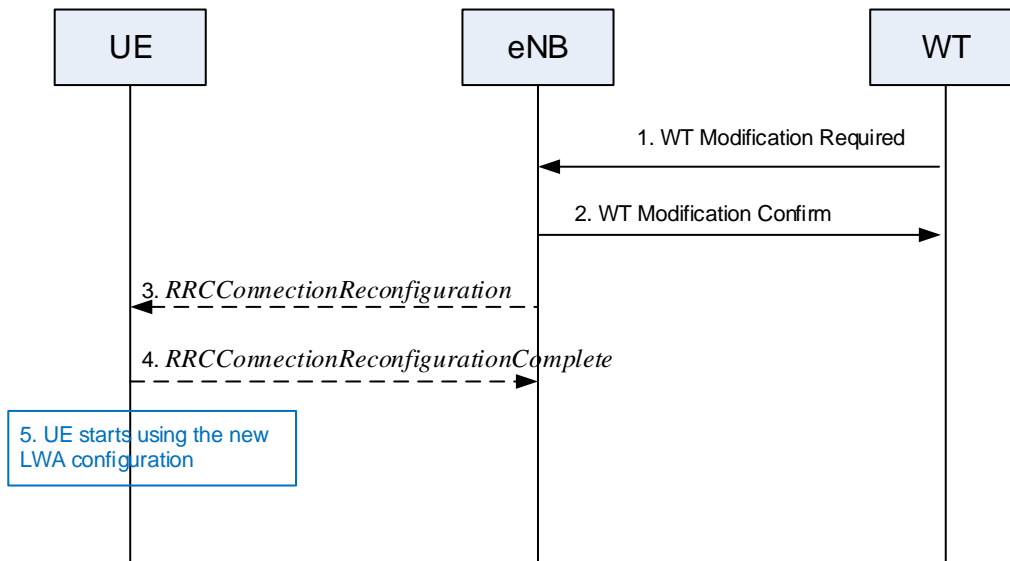 UE
eNB
WT
1. WT Modification Required
2. WT Modification Confirm
3. RRCConnectionReconfiguration
4. RRCConnectionReconfigurationComplete
5. UE starts using the new
LWA configuration